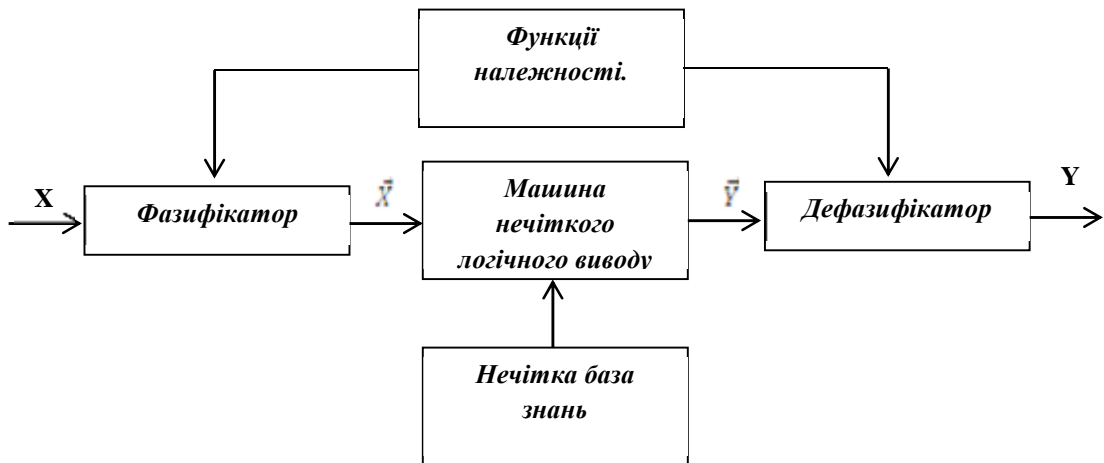 Функції
належності.
X
Фазифікатор
X̃
Машина
нечіткого
логічного виводу
Ỹ
Дефазифікатор
Y
Нечітка база
знань